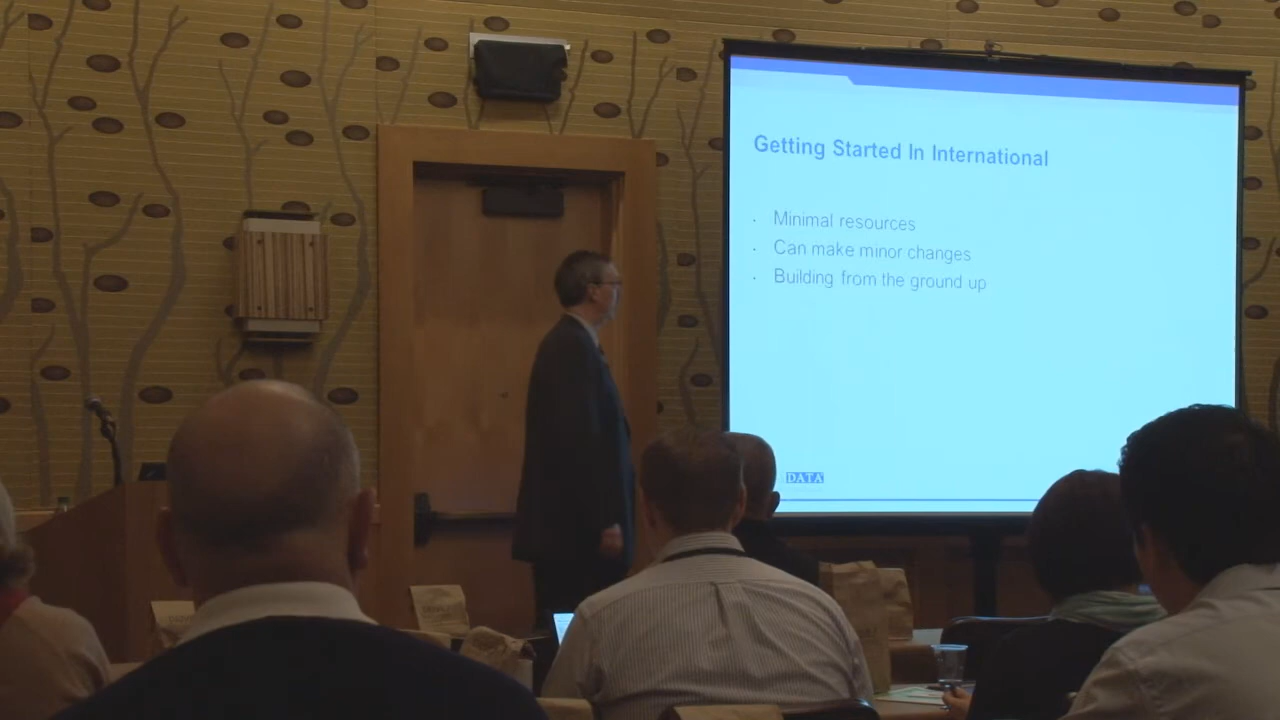 Getting Started In International
· Minimal resources
· Can make minor changes
· Building from the ground up
DATA